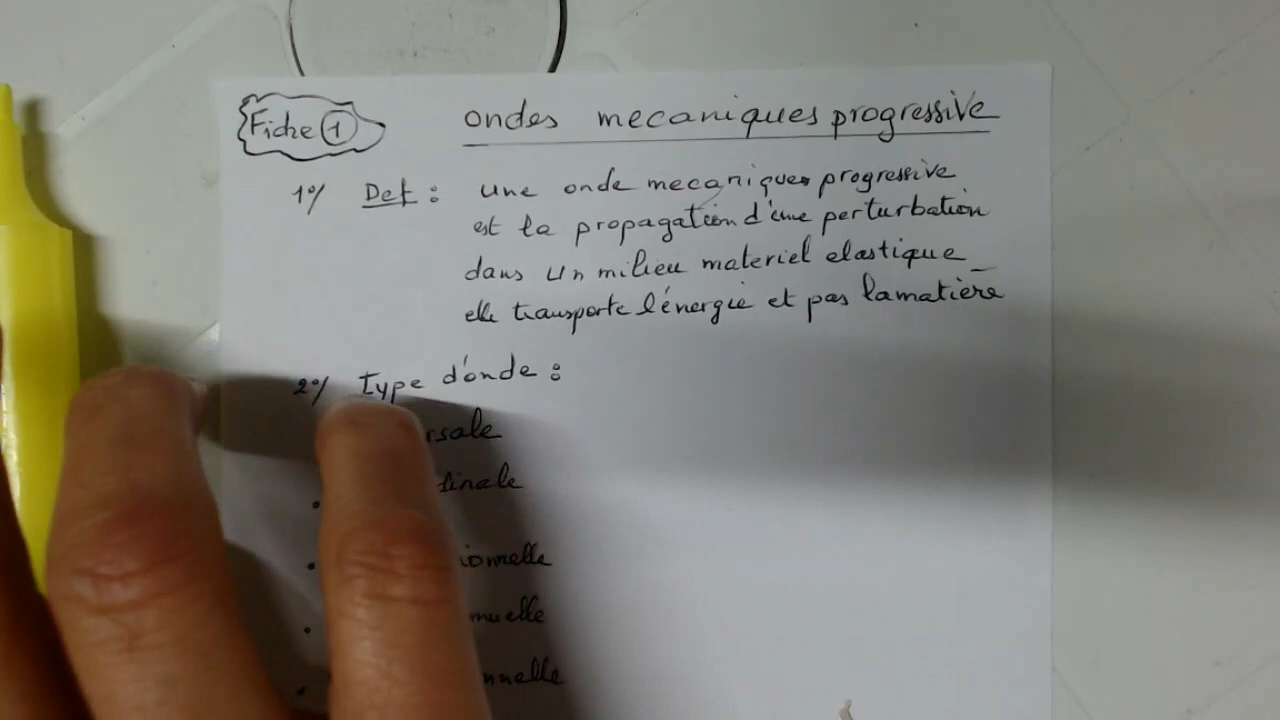 Fiche 1
ondes mecaniques progressive
1°/ Def : une onde mecanique progressive
est la propagation d'une perturbation
dans un milieu materiel elastique
elle transporte l'énergie et pas la matière
2°/ type d'onde :